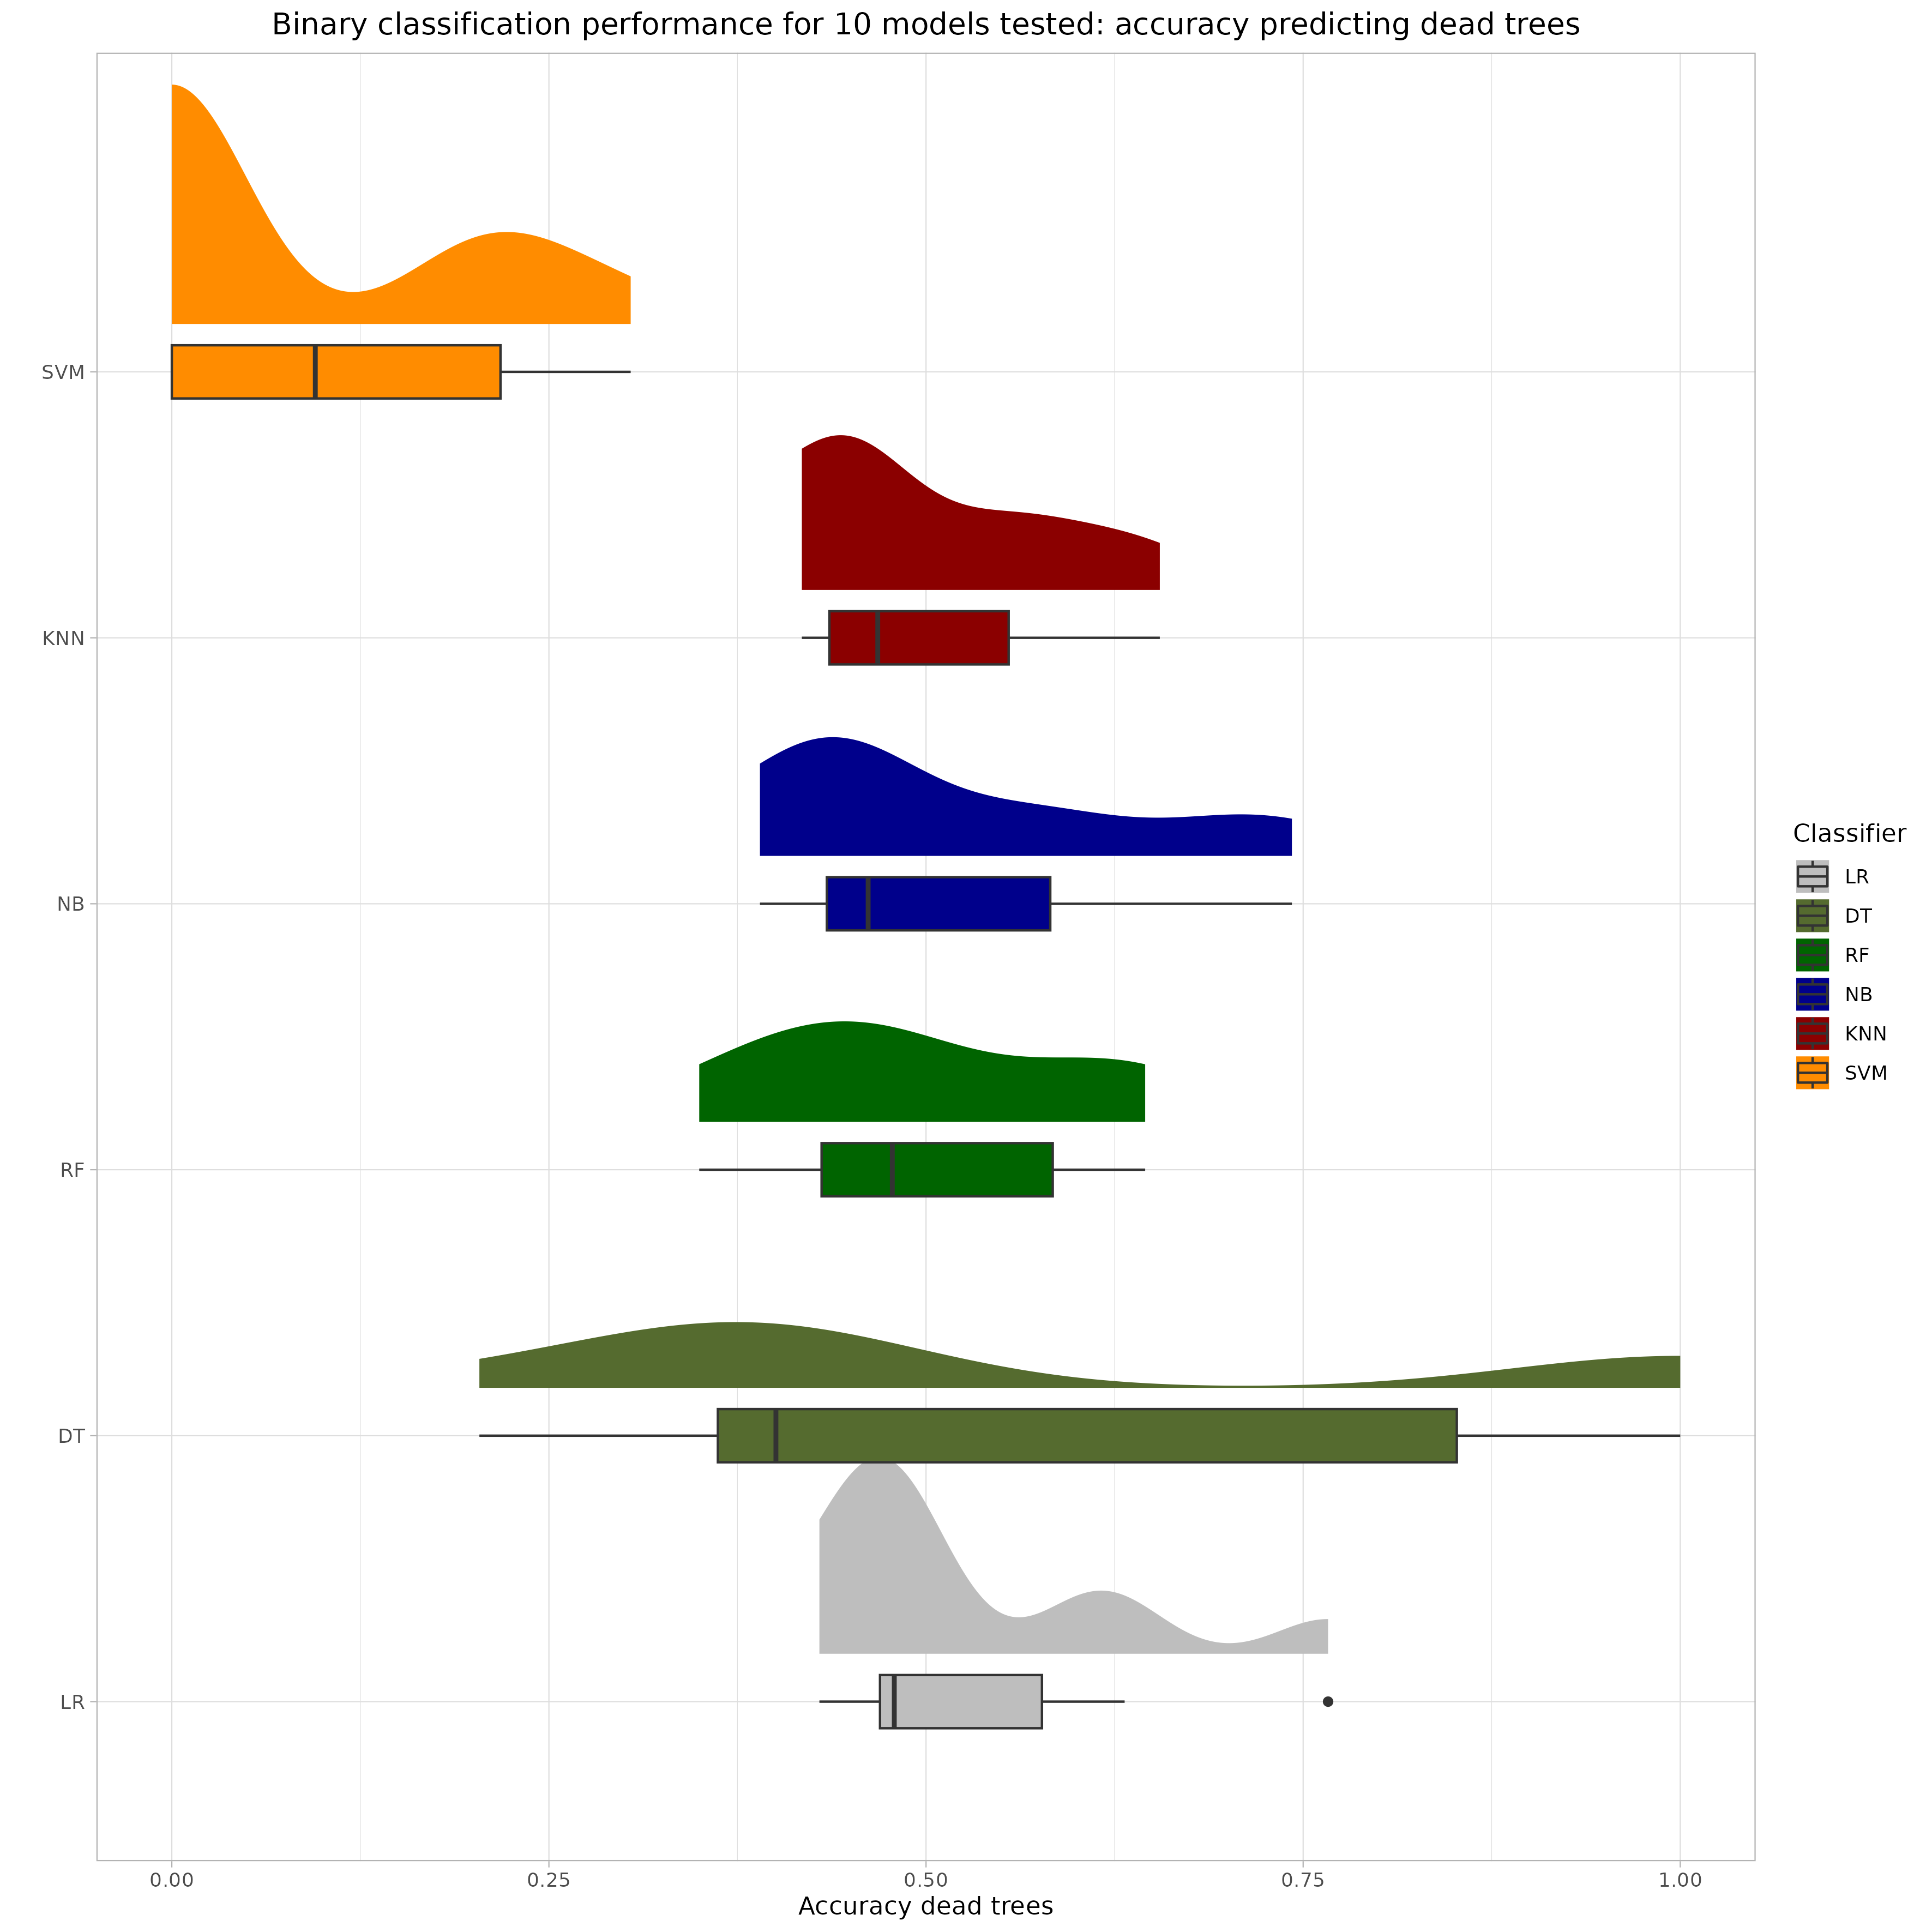 Binary classification performance for 10 models tested: accuracy predicting dead trees
SVM
KNN
NB
RF
DT
LR
0.00 0.25 0.50 0.75 1.00
Accuracy dead trees
Classifier
LR
DT
RF
NB
KNN
SVM